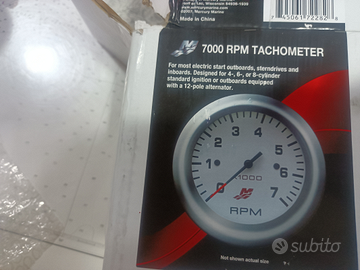 Mercury Marine
Made in China
7000 RPM TACHOMETER
For most electric start outboards, sterndrives and
inboards. Designed for 4-, 6-, or 8-cylinder
standard ignition or outboards equipped
with a 12-pole alternator.
0 1 2 3 4 5 6 7
x1000
RPM
Not shown actual size
subito